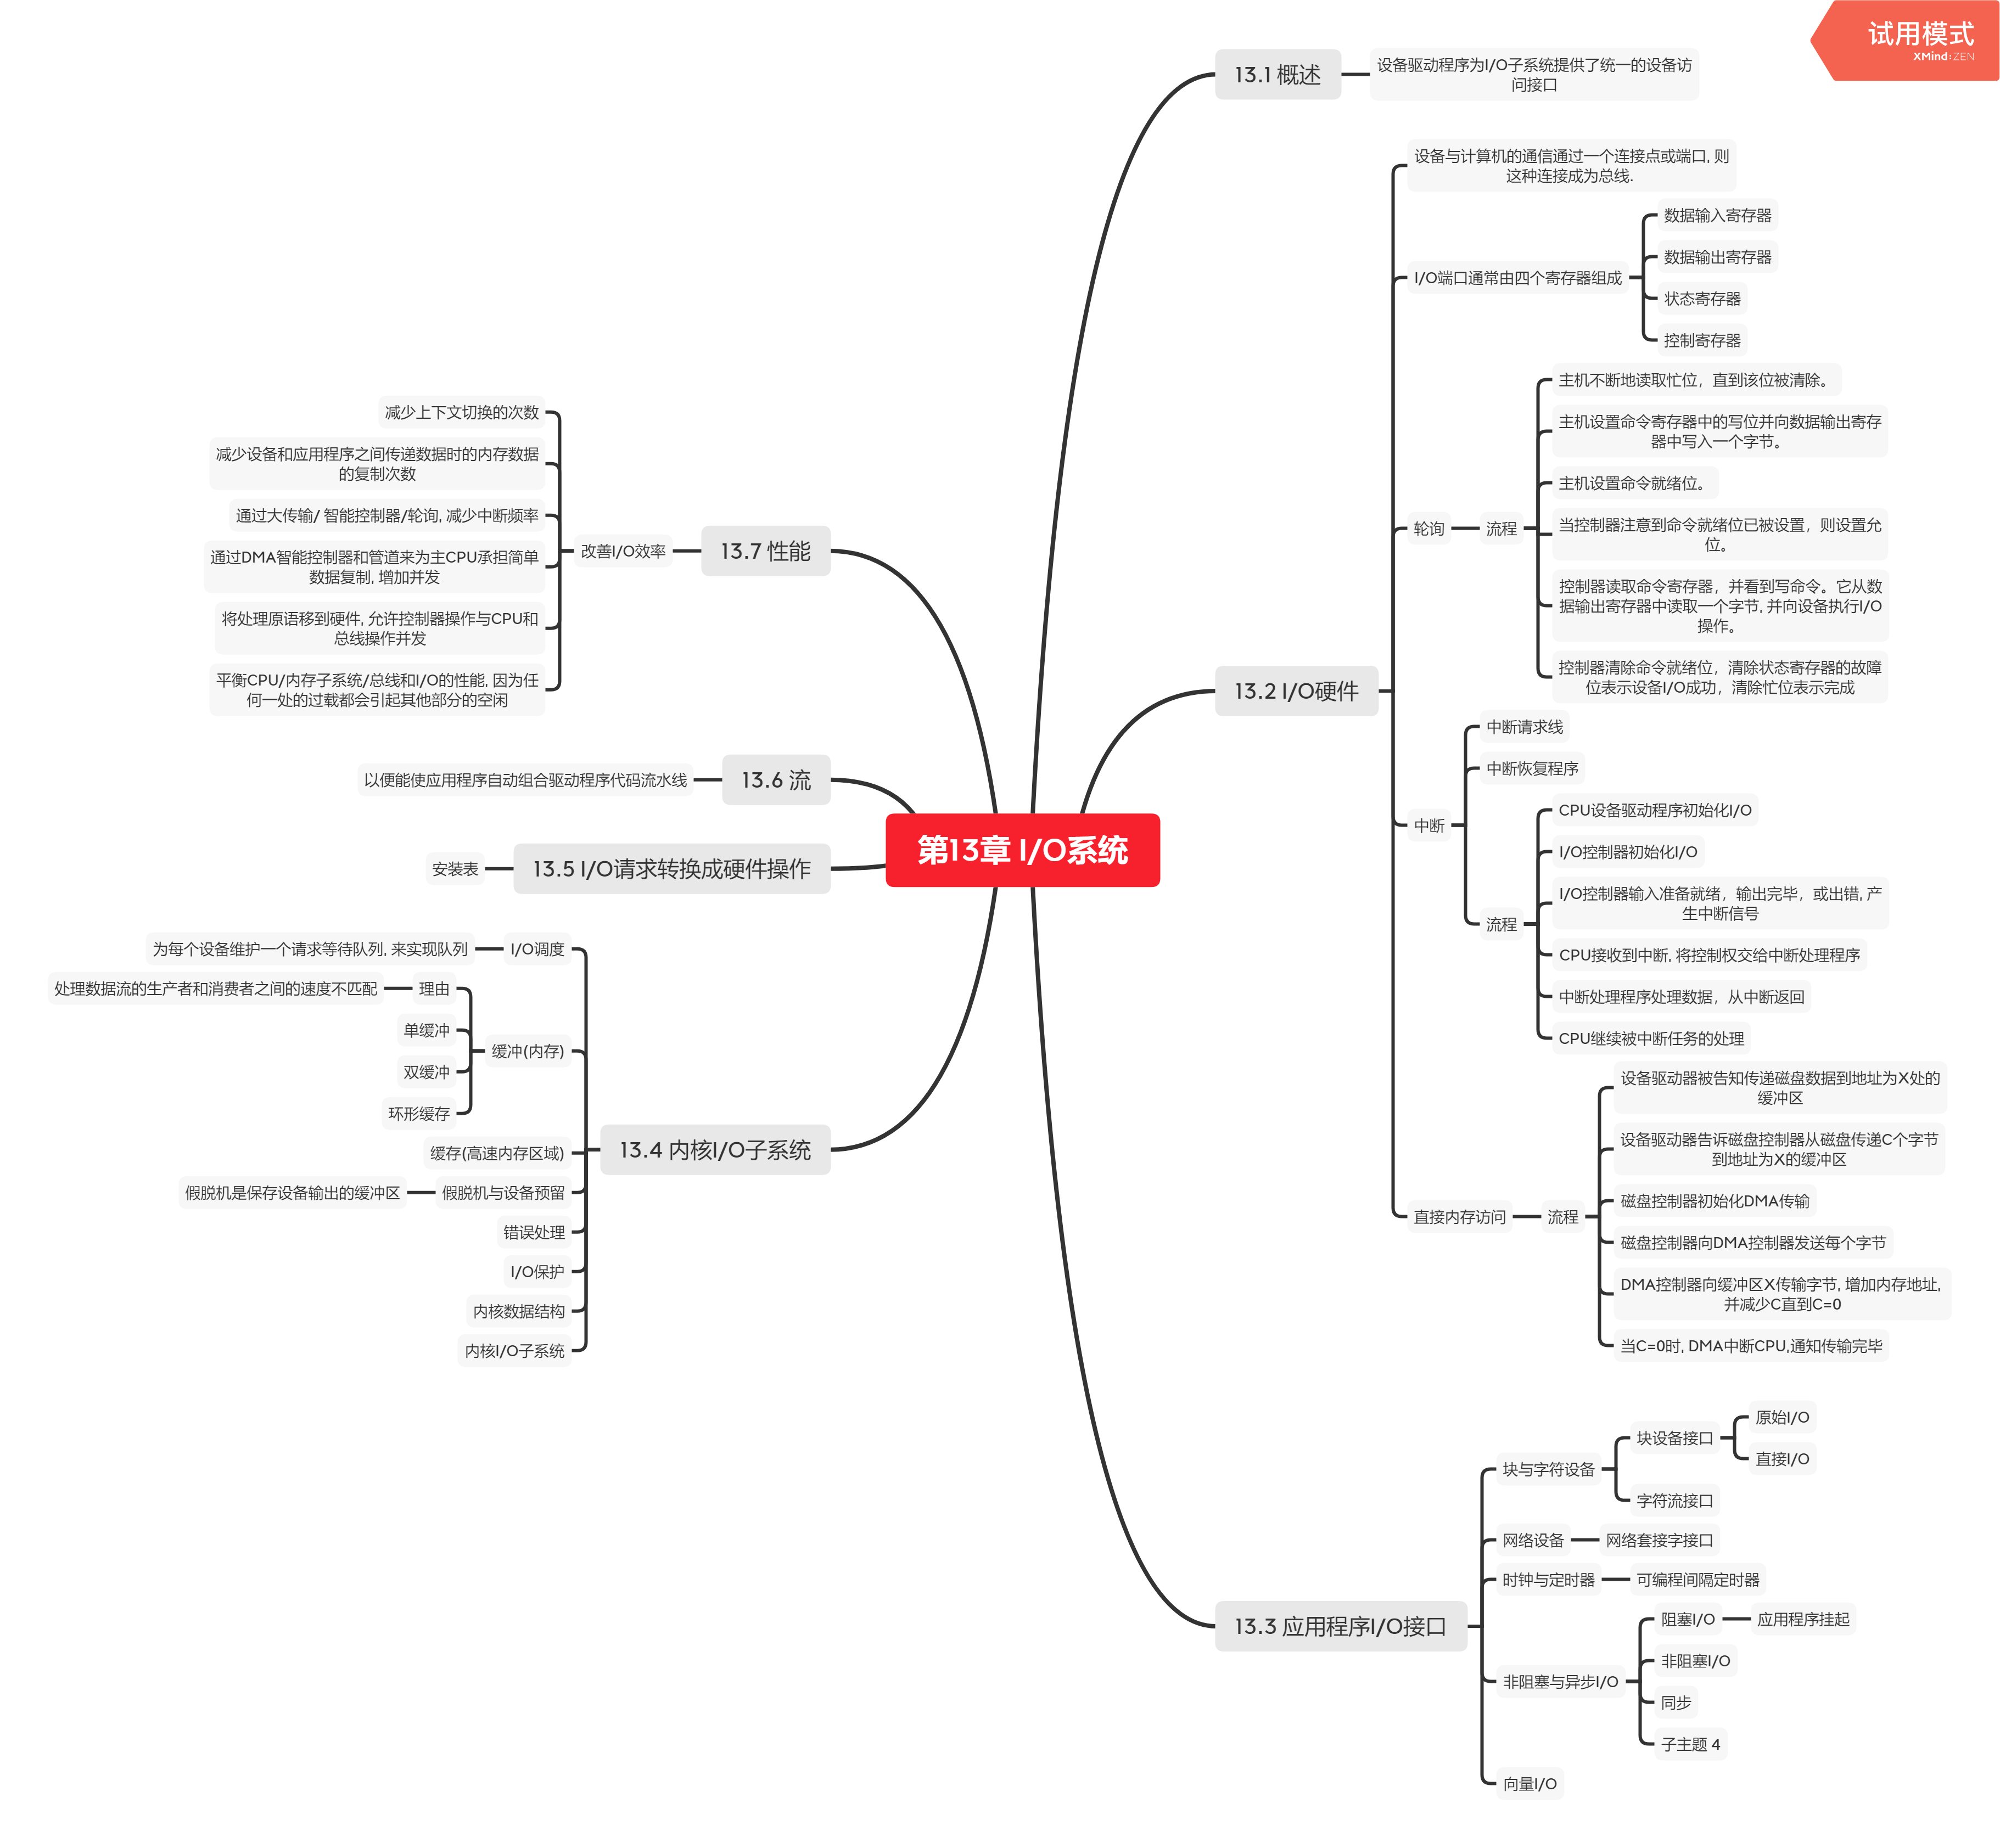 试用模式
XMind:ZEN
第13章 I/O系统
13.1 概述
设备驱动程序为I/O子系统提供了统一的设备访
问接口
13.2 I/O硬件
设备与计算机的通信通过一个连接点或端口, 则
这种连接成为总线.
I/O端口通常由四个寄存器组成
数据输入寄存器
数据输出寄存器
状态寄存器
控制寄存器
轮询
流程
主机不断地读取忙位，直到该位被清除。
主机设置命令寄存器中的写位并向数据输出寄存
器中写入一个字节。
主机设置命令就绪位。
当控制器注意到命令就绪位已被设置，则设置允
位。
控制器读取命令寄存器，并看到写命令。它从数
据输出寄存器中读取一个字节, 并向设备执行I/O
操作。
控制器清除命令就绪位，清除状态寄存器的故障
位表示设备I/O成功，清除忙位表示完成
中断
中断请求线
中断恢复程序
流程
CPU设备驱动程序初始化I/O
I/O控制器初始化I/O
I/O控制器输入准备就绪，输出完毕，或出错, 产
生中断信号
CPU接收到中断, 将控制权交给中断处理程序
中断处理程序处理数据，从中断返回
CPU继续被中断任务的处理
直接内存访问
流程
设备驱动器被告知传递磁盘数据到地址为X处的
缓冲区
设备驱动器告诉磁盘控制器从磁盘传递C个字节
到地址为X的缓冲区
磁盘控制器初始化DMA传输
磁盘控制器向DMA控制器发送每个字节
DMA控制器向缓冲区X传输字节, 增加内存地址,
并减少C直到C=0
当C=0时, DMA中断CPU,通知传输完毕
13.3 应用程序I/O接口
块与字符设备
块设备接口
原始I/O
直接I/O
字符流接口
网络设备
网络套接字接口
时钟与定时器
可编程间隔定时器
非阻塞与异步I/O
阻塞I/O
应用程序挂起
非阻塞I/O
同步
子主题 4
向量I/O
13.4 内核I/O子系统
I/O调度
为每个设备维护一个请求等待队列, 来实现队列
缓冲(内存)
理由
处理数据流的生产者和消费者之间的速度不匹配
单缓冲
双缓冲
环形缓存
缓存(高速内存区域)
假脱机与设备预留
假脱机是保存设备输出的缓冲区
错误处理
I/O保护
内核数据结构
内核I/O子系统
13.5 I/O请求转换成硬件操作
安装表
13.6 流
以便能使应用程序自动组合驱动程序代码流水线
13.7 性能
改善I/O效率
减少上下文切换的次数
减少设备和应用程序之间传递数据时的内存数据
的复制次数
通过大传输/ 智能控制器/轮询, 减少中断频率
通过DMA智能控制器和管道来为主CPU承担简单
数据复制, 增加并发
将处理原语移到硬件, 允许控制器操作与CPU和
总线操作并发
平衡CPU/内存子系统/总线和I/O的性能, 因为任
何一处的过载都会引起其他部分的空闲